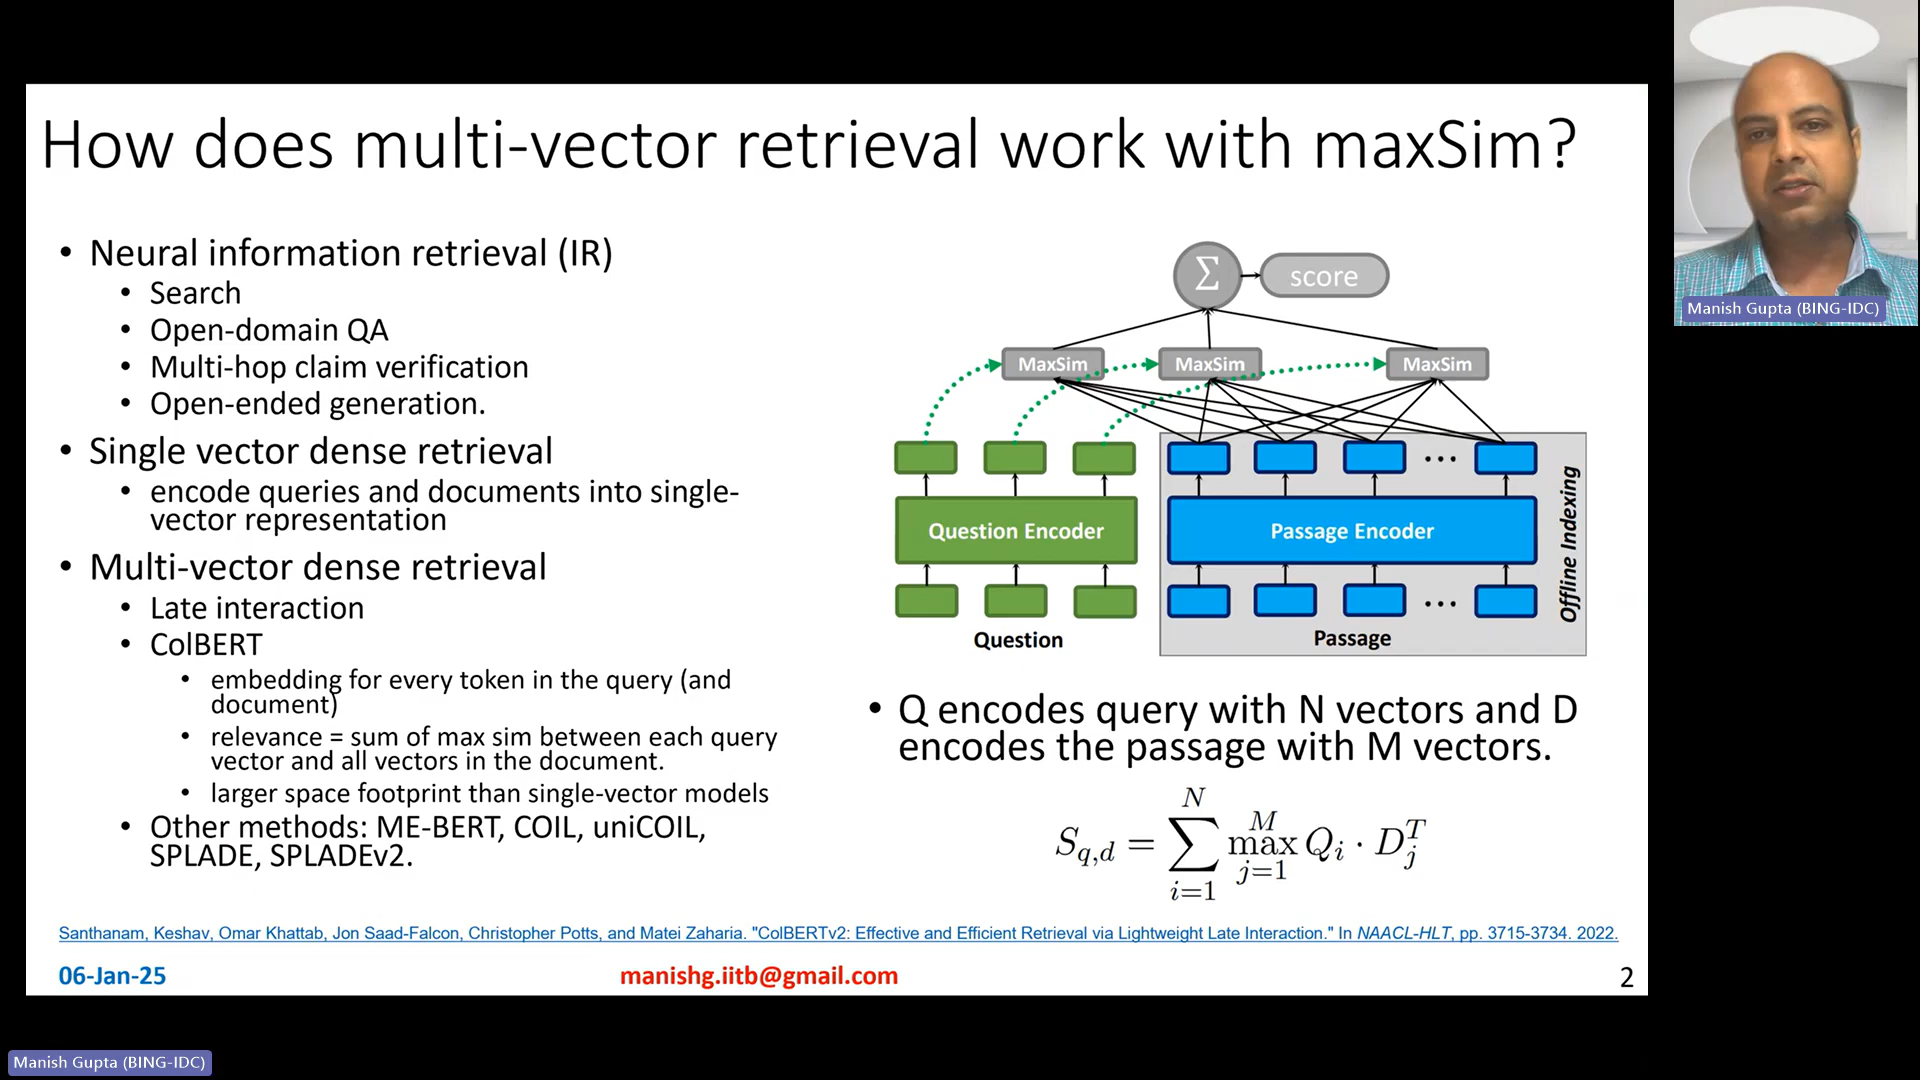 How does multi-vector retrieval work with maxSim?
• Neural information retrieval (IR)
• Search
• Open-domain QA
• Multi-hop claim verification
• Open-ended generation.
• Single vector dense retrieval
• encode queries and documents into single-
vector representation
• Multi-vector dense retrieval
• Late interaction
• ColBERT
• embedding for every token in the query (and
document)
• relevance = sum of max sim between each query
vector and all vectors in the document.
• larger space footprint than single-vector models
• Other methods: ME-BERT, COIL, uniCOIL,
SPLADE, SPLADEv2.
Σ score
MaxSim MaxSim MaxSim
Question Encoder
Question
Passage Encoder
Passage
Offline Indexing
• Q encodes query with N vectors and D
encodes the passage with M vectors.
S_{q,d} = \sum_{i=1}^{N} \max_{j=1}^{M} Q_i · D_j^T
Santhanam, Keshav, Omar Khattab, Jon Saad-Falcon, Christopher Potts, and Matei Zaharia. "ColBERTv2: Effective and Efficient Retrieval via Lightweight Late Interaction." In NAACL-HLT, pp. 3715-3734. 2022.
06-Jan-25
manishg.iitb@gmail.com
2
Manish Gupta (BING-IDC)
Manish Gupta (BING-IDC)